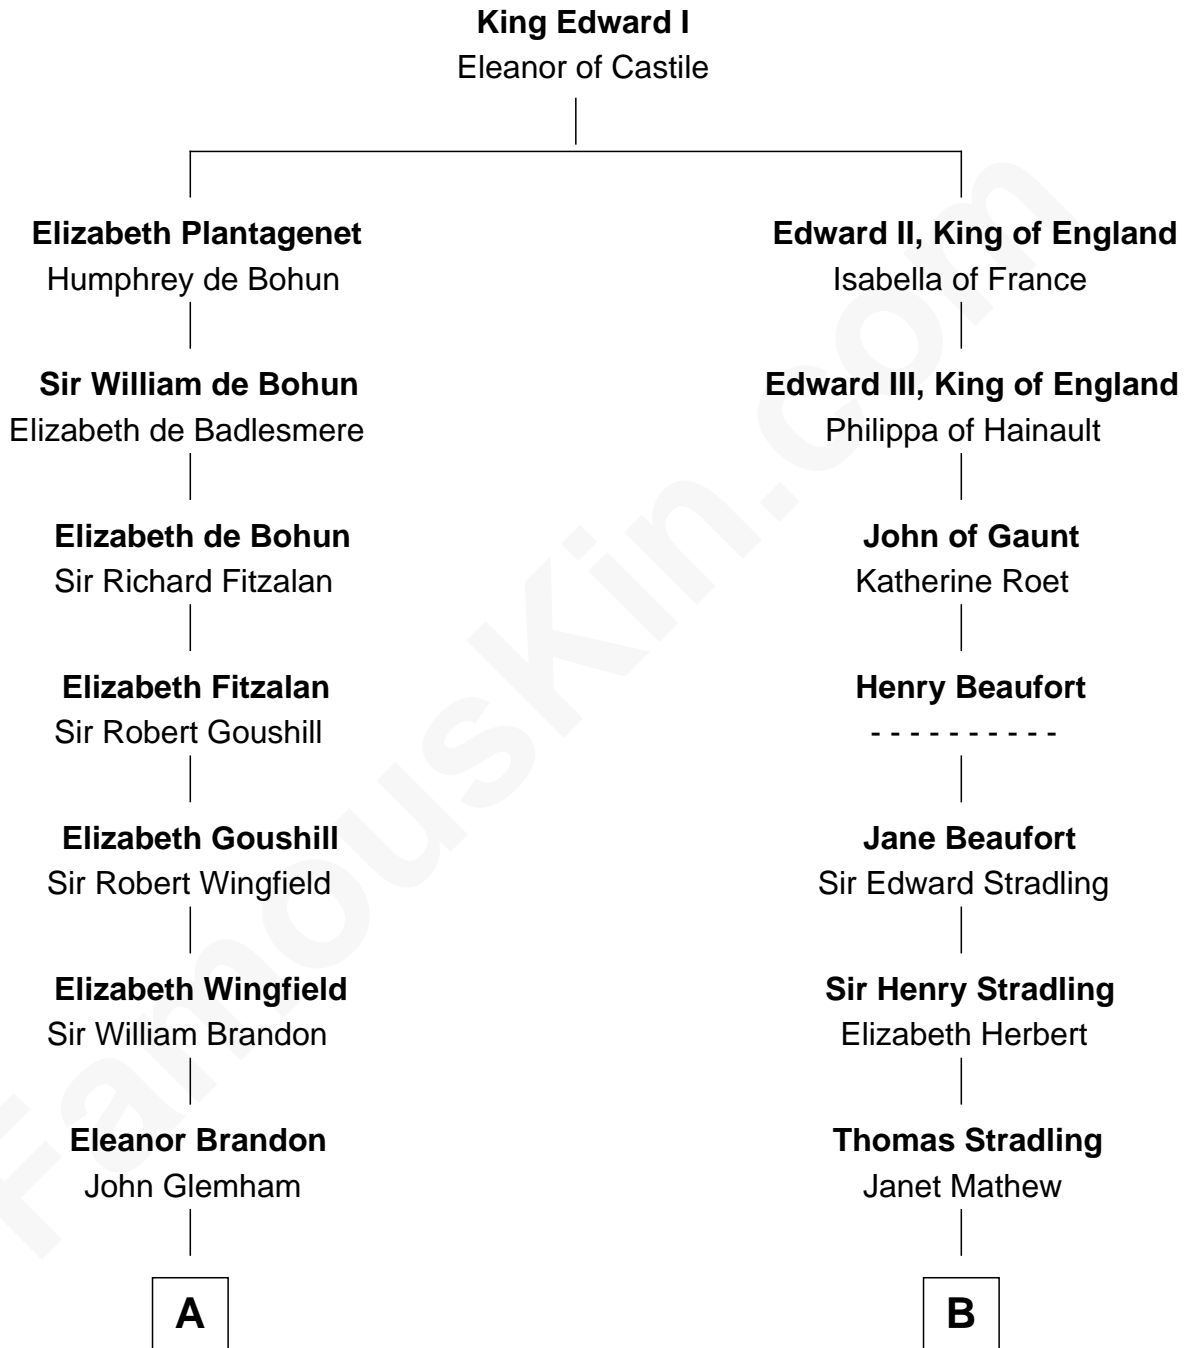 King Edward I
Eleanor of Castile
Elizabeth Plantagenet
Humphrey de Bohun
Sir William de Bohun
Elizabeth de Badlesmere
Elizabeth de Bohun
Sir Richard Fitzalan
Elizabeth Fitzalan
Sir Robert Goushill
Elizabeth Goushill
Sir Robert Wingfield
Elizabeth Wingfield
Sir William Brandon
Eleanor Brandon
John Glemham
A
Edward II, King of England
Isabella of France
Edward III, King of England
Philippa of Hainault
John of Gaunt
Katherine Roet
Henry Beaufort
- - - - - - - - - -
Jane Beaufort
Sir Edward Stradling
Sir Henry Stradling
Elizabeth Herbert
Thomas Stradling
Janet Mathew
B
FamousKin.com